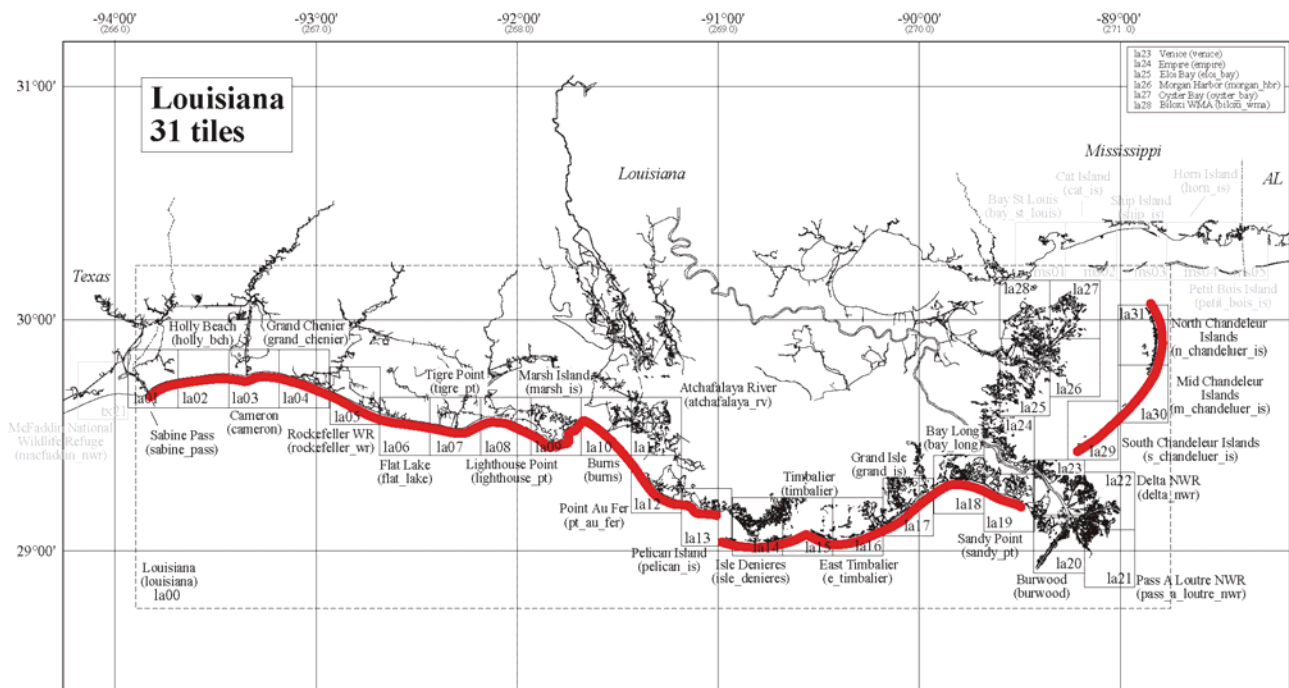 -94°00'
(266 0)
-93°00'
(267 0)
-92°00'
(268 0)
-91°00'
(269 0)
-90°00'
(270 0)
-89°00'
(271 0)
31°00'
30°00'
29°00'
Louisiana
31 tiles
la23 Venice (venice)
la24 Empire (empire)
la25 Eloi Bay (eloi_bay)
la26 Morgan Harbor (morgan_hbr)
la27 Oyster Bay (oyster_bay)
la28 Biloxi WMA (biloxi_wma)
Texas
Louisiana
Mississippi
AL
Cat Island
(cat_is)
Horn Island
(horn_is)
Bay St Louis
(bay_st_louis)
Ship Island
(ship_is)
ms01
ms02
ms03
ms04
ms05
Petit Bois Island
(petit_bois_is)
la28
la27
la31
North Chandeleur
Islands
(n_chandeluer_is)
Holly Beach
(holly_bch)
Grand Chenier
(grand_chenier)
Tigre Point
(tigre_pt)
Marsh Island
(marsh_is)
Atchafalaya River
(atchafalaya_rv)
la26
Mid Chandeleur
Islands
(m_chandeluer_is)
tx21
McFaddin National
Wildlife Refuge
(macfaddin_nwr)
la01
la02
la03
la04
la05
la25
la30
Cameron
(cameron)
la24
Sabine Pass
(sabine_pass)
Rockefeller WR
(rockefeller_wr)
la06
la07
la08
la09
la10
la11
Bay Long
(bay_long)
la29
South Chandeleur Islands
(s_chandeluer_is)
Flat Lake
(flat_lake)
Lighthouse Point
(lighthouse_pt)
Burns
(burns)
Timbalier
(timbalier)
Grand Isle
(grand_is)
la23
la22
Delta NWR
(delta_nwr)
Point Au Fer
(pt_au_fer)
la12
la18
la17
la19
la13
la14
la15
la16
Sandy Point
(sandy_pt)
Pelican Island
(pelican_is)
Isle Denieres
(isle_denieres)
East Timbalier
(e_timbalier)
Louisiana
(louisiana)
la00
la20
la21
Burwood
(burwood)
Pass A Loutre NWR
(pass_a_loutre_nwr)